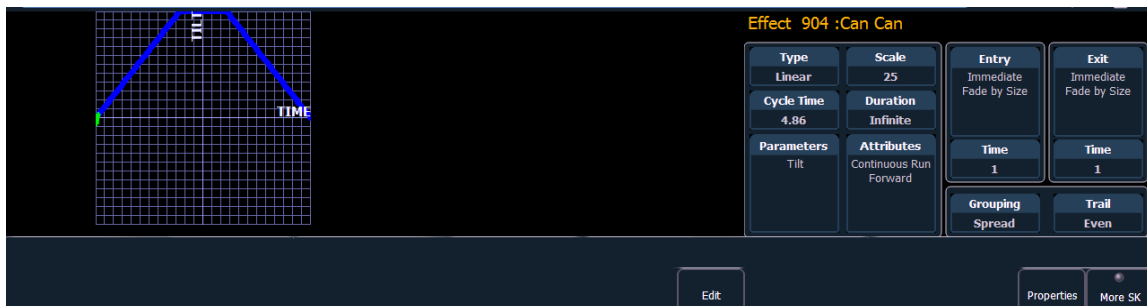 TILT
TIME
Effect 904 :Can Can
Type
Linear
Scale
25
Cycle Time
4.86
Duration
Infinite
Parameters
Tilt
Attributes
Continuous Run
Forward
Entry
Immediate
Fade by Size
Time
1
Exit
Immediate
Fade by Size
Time
1
Grouping
Spread
Trail
Even
Edit
Properties
More SK